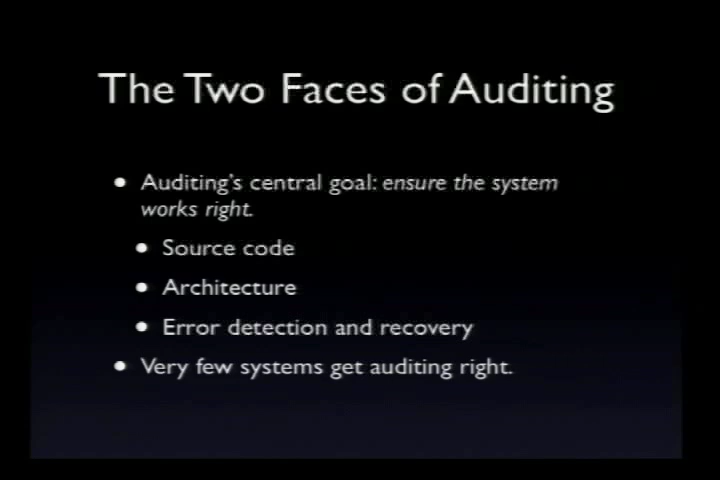 The Two Faces of Auditing
• Auditing's central goal: ensure the system
works right.
• Source code
• Architecture
• Error detection and recovery
• Very few systems get auditing right.